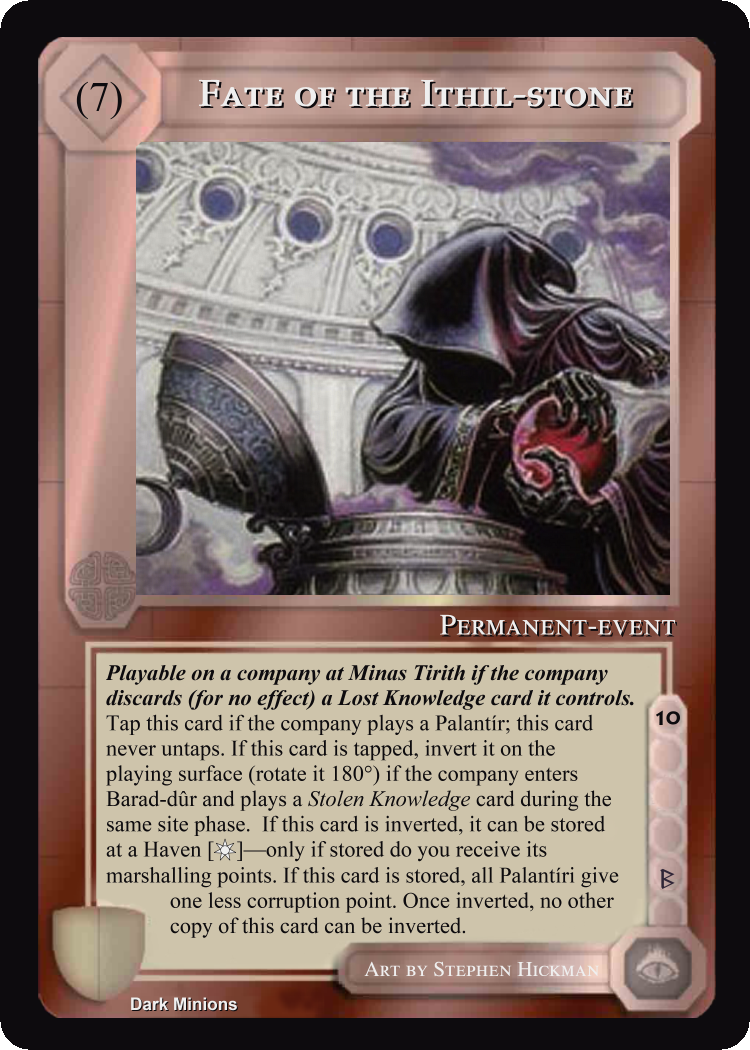 (7)
FATE OF THE ITHIL-STONE
PERMANENT-EVENT
Playable on a company at Minas Tirith if the company
discards (for no effect) a Lost Knowledge card it controls.
Tap this card if the company plays a Palantír; this card
never untaps. If this card is tapped, invert it on the
playing surface (rotate it 180°) if the company enters
Barad-dûr and plays a Stolen Knowledge card during the
same site phase. If this card is inverted, it can be stored
at a Haven [☼]—only if stored do you receive its
marshalling points. If this card is stored, all Palantíri give
one less corruption point. Once inverted, no other
copy of this card can be inverted.
10
ᛒ
ART BY STEPHEN HICKMAN
Dark Minions